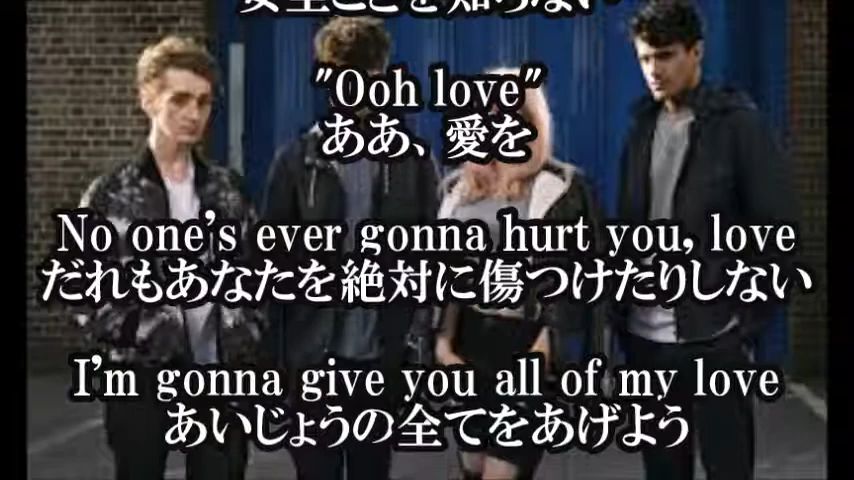 "Ooh love"
ああ、愛を
No one's ever gonna hurt you, love
だれもあなたを絶対に傷つけたりしない
I'm gonna give you all of my love
あいじょうの全てをあげよう